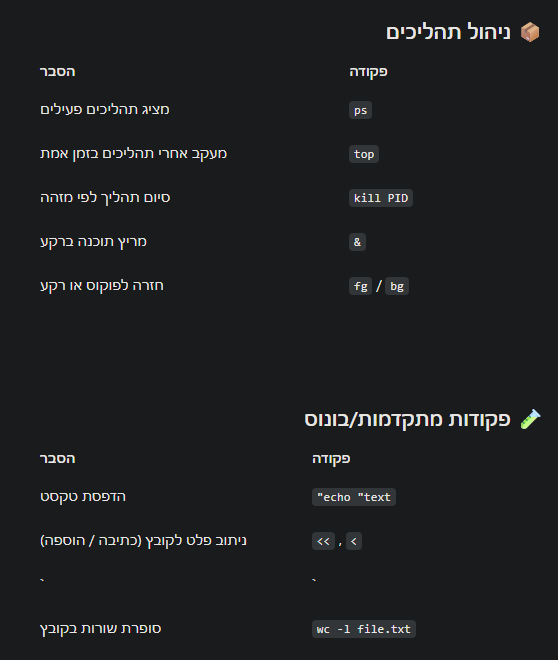 📦 ניהול תהליכים
פקודה הסבר
ps מציג תהליכים פעילים
top מעקב אחרי תהליכים בזמן אמת
kill PID סיום תהליך לפי מזהה
& מריץ תוכנה ברקע
fg / bg חזרה לפוקוס או רקע
🧪 פקודות מתקדמות/בונוס
פקודה הסבר
"echo "text הדפסת טקסט
<< , < ניתוב פלט לקובץ (כתיבה / הוספה)
` `
wc -l file.txt סופרת שורות בקובץ